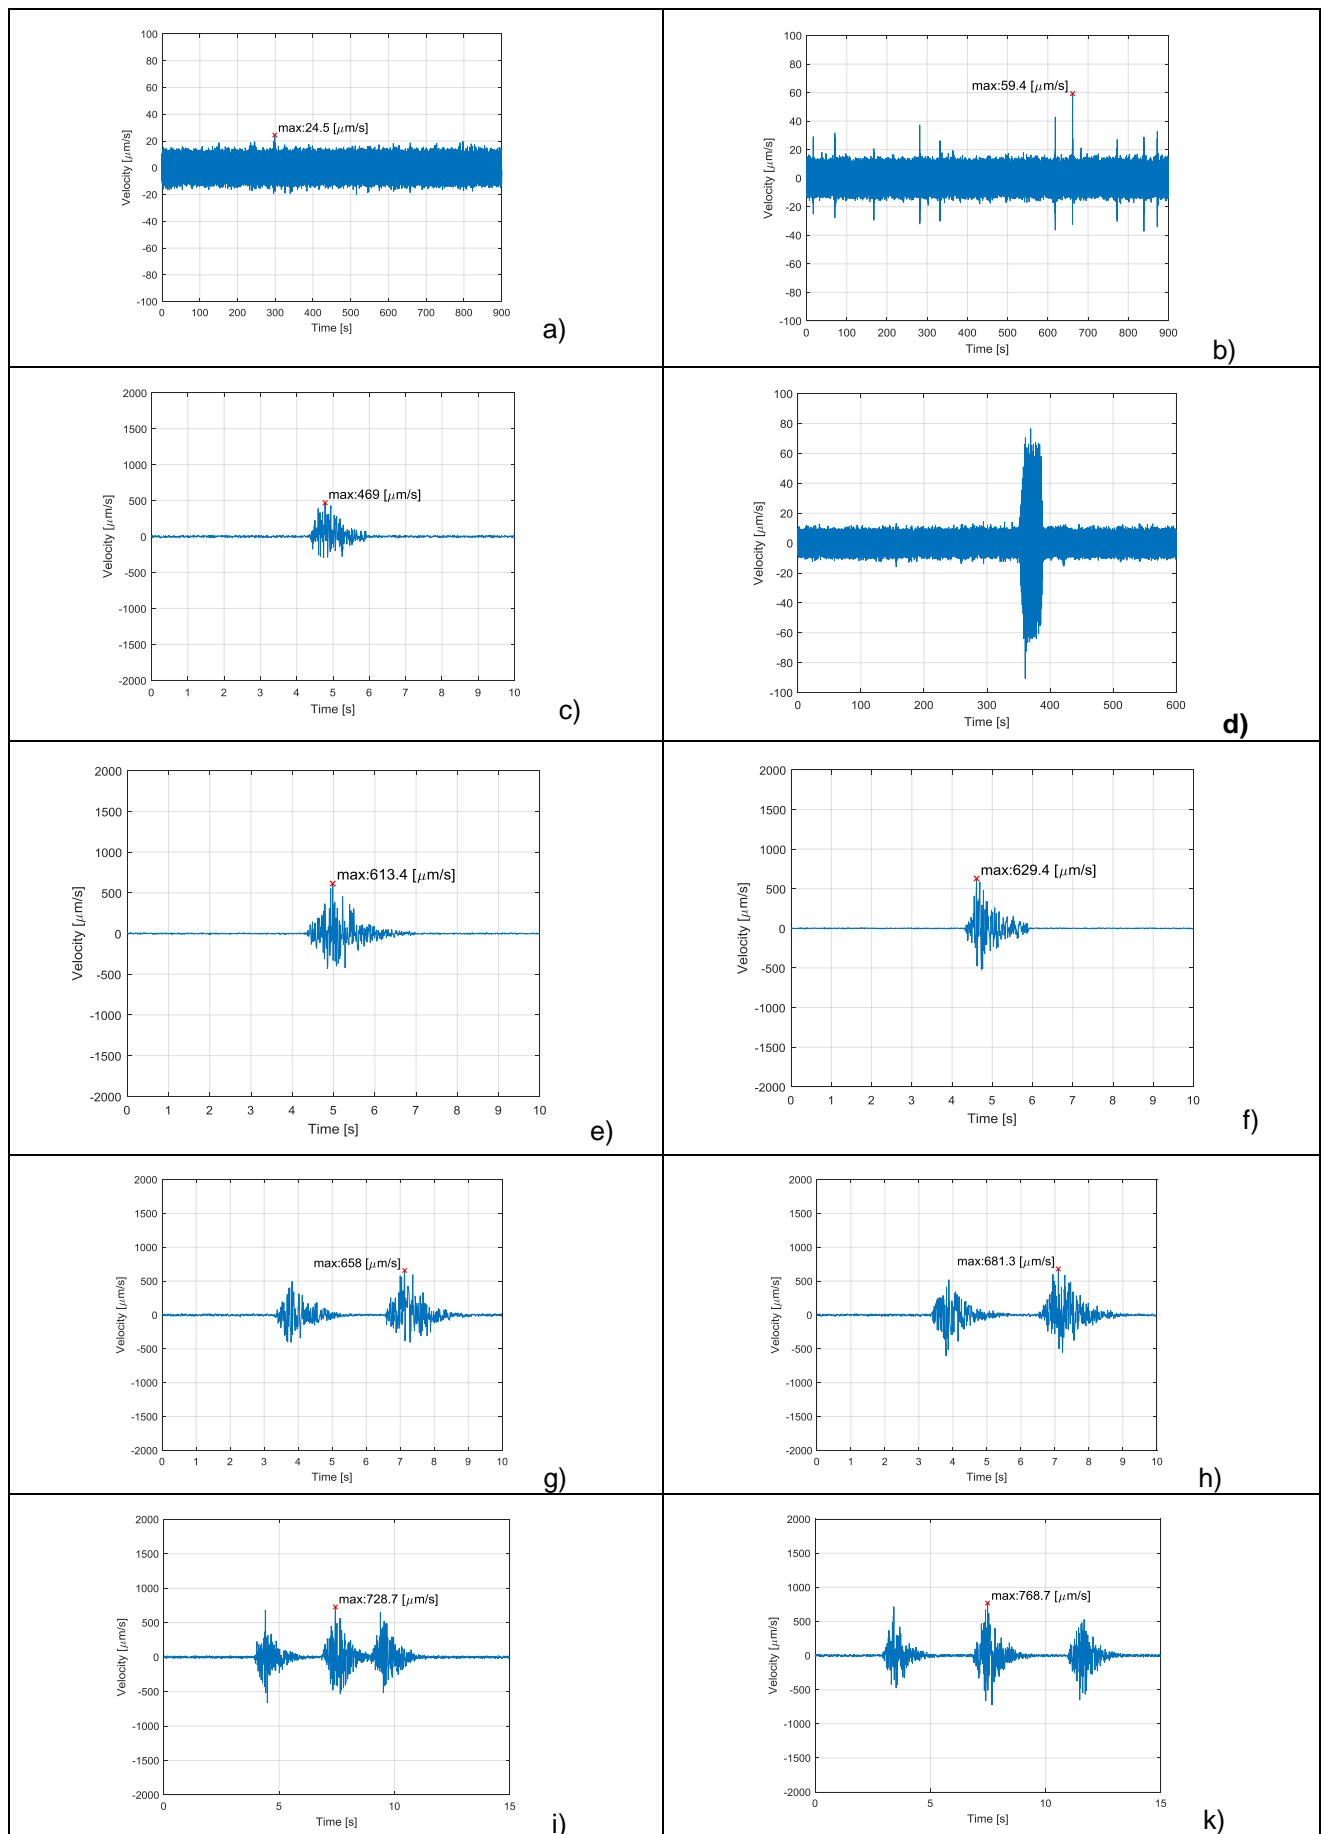 100
80
60
40
20
0
-20
-40
-60
-80
-100
Velocity [μm/s]
max:24.5 [μm/s]
0 100 200 300 400 500 600 700 800 900
Time [s]
a)
100
80
60
40
20
0
-20
-40
-60
-80
-100
Velocity [μm/s]
max:59.4 [μm/s]
0 100 200 300 400 500 600 700 800 900
Time [s]
b)
2000
1500
1000
500
0
-500
-1000
-1500
-2000
Velocity [μm/s]
max:469 [μm/s]
0 1 2 3 4 5 6 7 8 9 10
Time [s]
c)
100
80
60
40
20
0
-20
-40
-60
-80
-100
Velocity [μm/s]
0 100 200 300 400 500 600
Time [s]
d)
2000
1500
1000
500
0
-500
-1000
-1500
-2000
Velocity [μm/s]
max:613.4 [μm/s]
0 1 2 3 4 5 6 7 8 9 10
Time [s]
e)
2000
1500
1000
500
0
-500
-1000
-1500
-2000
Velocity [μm/s]
max:629.4 [μm/s]
0 1 2 3 4 5 6 7 8 9 10
Time [s]
f)
2000
1500
1000
500
0
-500
-1000
-1500
-2000
Velocity [μm/s]
max:658 [μm/s]
0 1 2 3 4 5 6 7 8 9 10
Time [s]
g)
2000
1500
1000
500
0
-500
-1000
-1500
-2000
Velocity [μm/s]
max:681.3 [μm/s]
0 1 2 3 4 5 6 7 8 9 10
Time [s]
h)
2000
1500
1000
500
0
-500
-1000
-1500
-2000
Velocity [μm/s]
max:728.7 [μm/s]
0 5 10 15
Time [s]
i)
2000
1500
1000
500
0
-500
-1000
-1500
-2000
Velocity [μm/s]
max:768.7 [μm/s]
0 5 10 15
Time [s]
k)